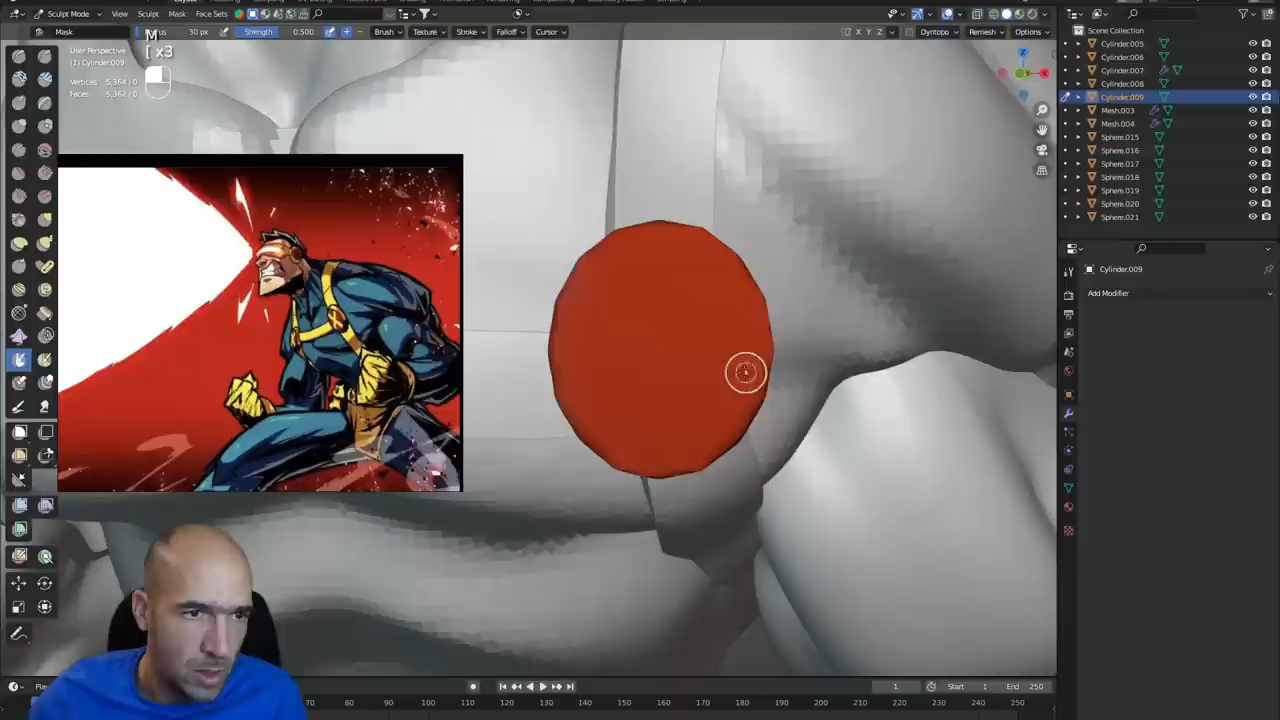 Sculpt Mode View Sculpt Mask Face Sets
M
Mask 30 px Strength 0.500 Brush Texture Stroke Falloff Cursor X Y Z Dyntopo Remesh Options
[ x3
User Perspective
(1) Cylinder.009
Vertices 5,364 / 0
Faces 5,362 / 0
Scene Collection
Cylinder.005
Cylinder.006
Cylinder.007
Cylinder.008
Cylinder.009
Mesh.003
Mesh.004
Sphere.015
Sphere.016
Sphere.017
Sphere.018
Sphere.019
Sphere.020
Sphere.021
Cylinder.009
Add Modifier
1 Start 1 End 250
70 80 90 100 110 120 130 140 150 160 170 180 190 200 210 220 230 240 250